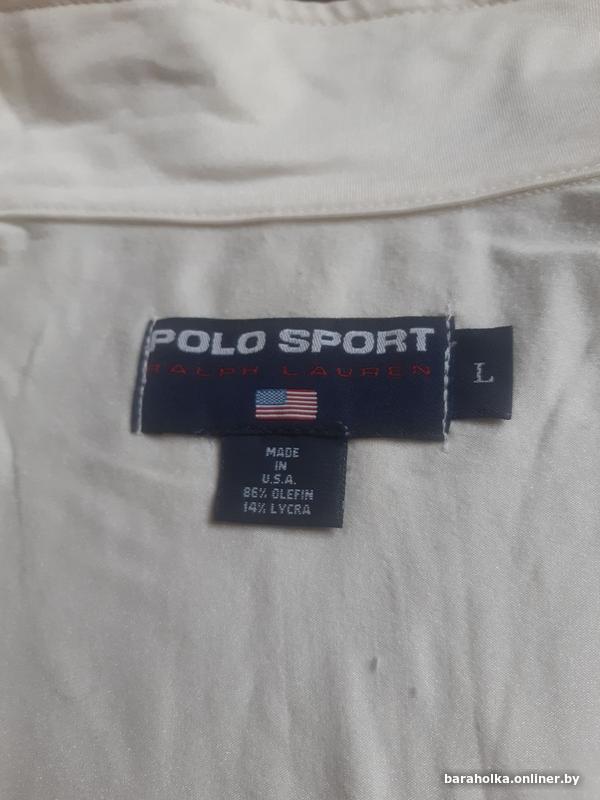 POLO SPORT
RALPH LAUREN
L
MADE
IN
U.S.A.
86% OLEFIN
14% LYCRA
baraholka.onliner.by